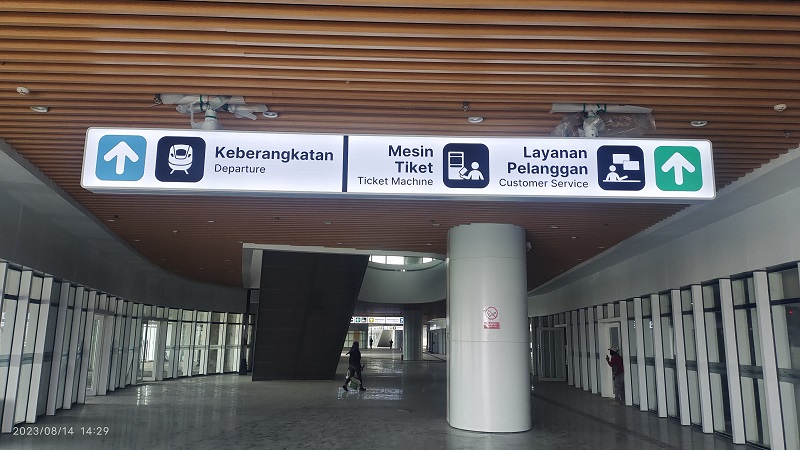 Keberangkatan
Departure
Mesin
Tiket
Ticket Machine
Layanan
Pelanggan
Customer Service
2023/08/14 14:29